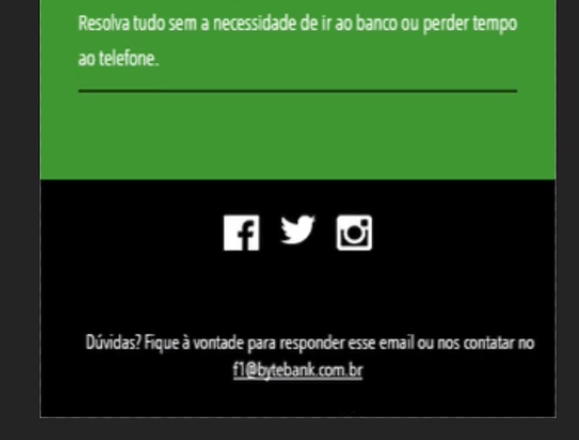 Resolva tudo sem a necessidade de ir ao banco ou perder tempo
ao telefone.
Dúvidas? Fique à vontade para responder esse email ou nos contatar no
f1@bytebank.com.br